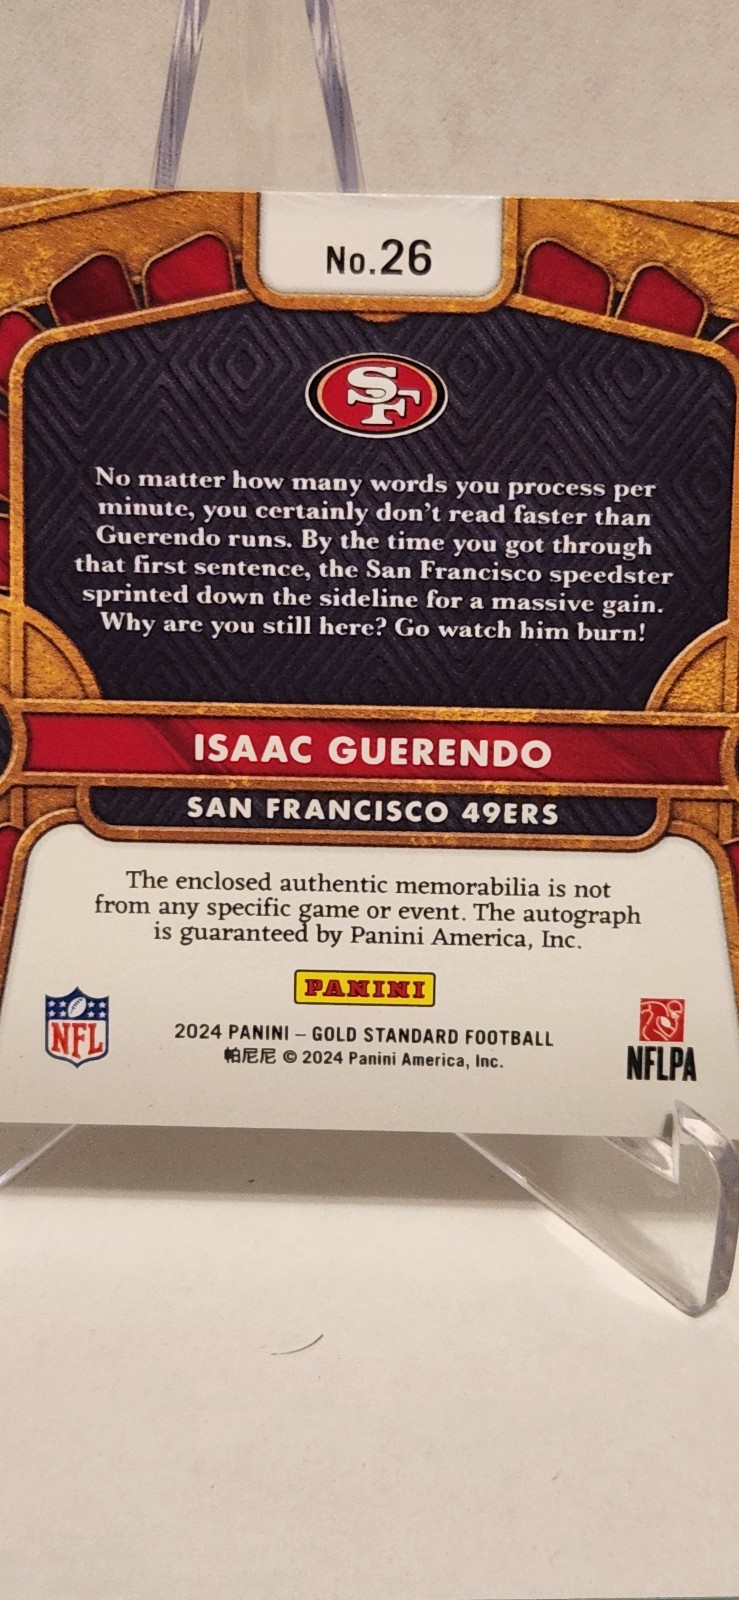 No.26
SF
No matter how many words you process per
minute, you certainly don't read faster than
Guerendo runs. By the time you got through
that first sentence, the San Francisco speedster
sprinted down the sideline for a massive gain.
Why are you still here? Go watch him burn!
ISAAC GUERENDO
SAN FRANCISCO 49ERS
The enclosed authentic memorabilia is not
from any specific game or event. The autograph
is guaranteed by Panini America, Inc.
PANINI
NFL
2024 PANINI – GOLD STANDARD FOOTBALL
帕尼尼 © 2024 Panini America, Inc.
NFLPA